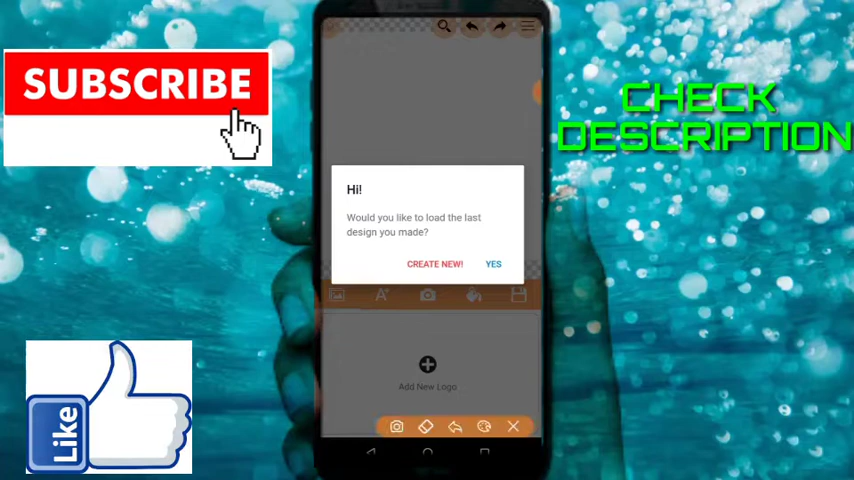 SUBSCRIBE
CHECK
DESCRIPTION
Hi!
Would you like to load the last
design you made?
CREATE NEW! YES
A+
Add New Logo
Like